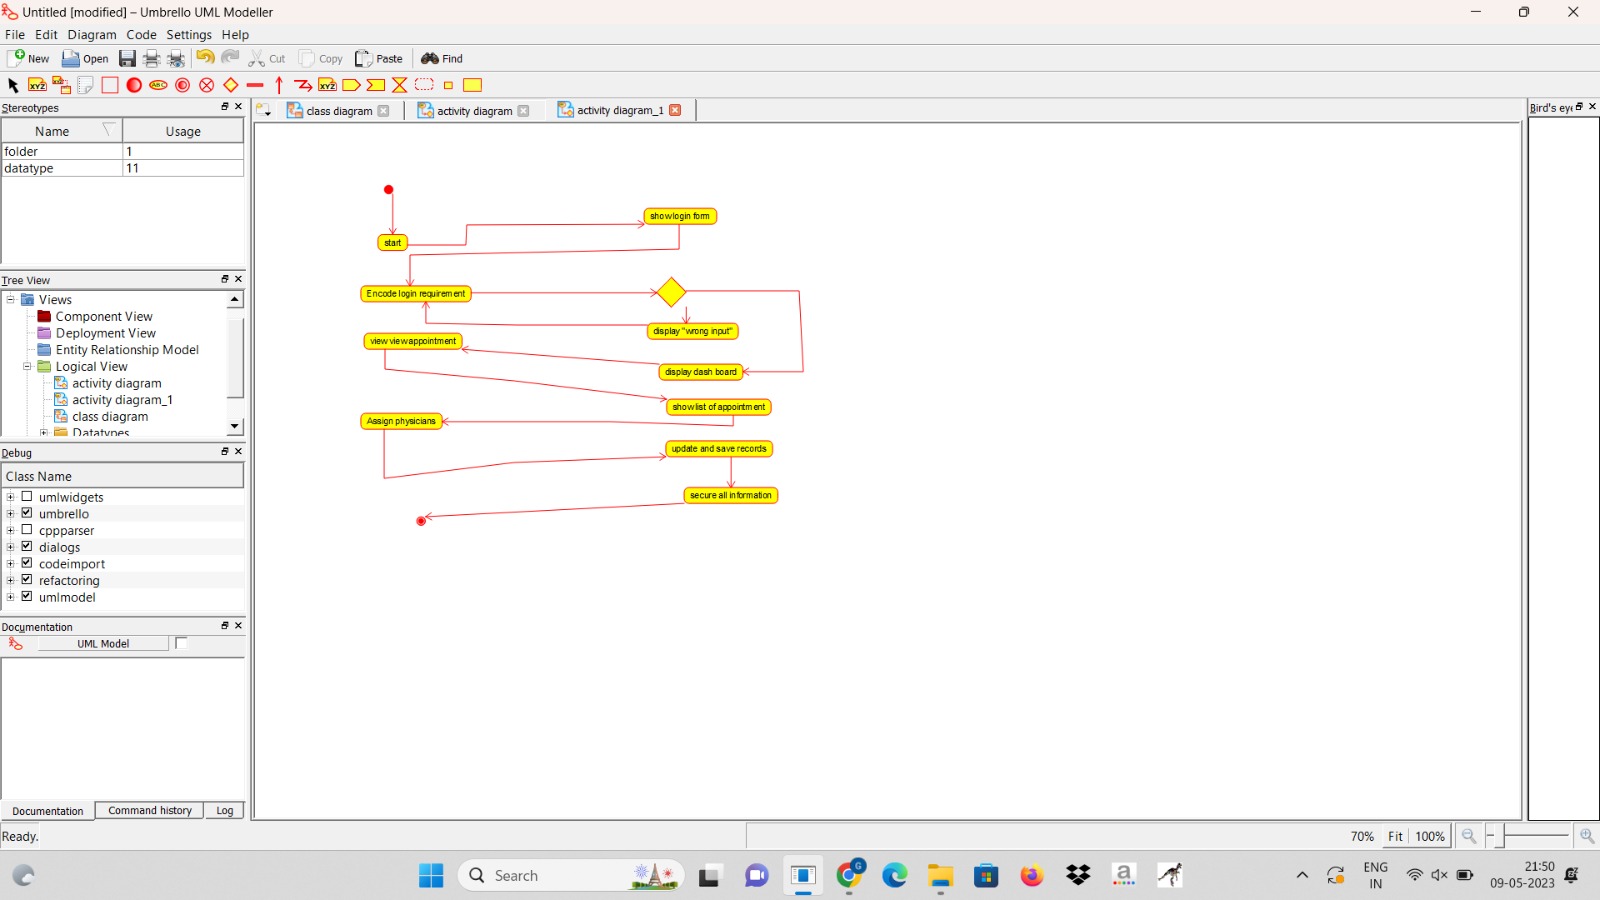 Untitled [modified] – Umbrello UML Modeller
File Edit Diagram Code Settings Help
New Open Cut Copy Paste Find
XYZ ABC XYZ
Stereotypes
Name Usage
folder 1
datatype 11
Tree View
Views
Component View
Deployment View
Entity Relationship Model
Logical View
activity diagram
activity diagram_1
class diagram
Datatypes
Debug
Class Name
umlwidgets
umbrello
cppparser
dialogs
codeimport
refactoring
umlmodel
Documentation
UML Model
Documentation Command history Log
Ready.
class diagram activity diagram activity diagram_1
show login form
start
Encode login requirement
display "wrong input"
view view appointment
display dash board
show list of appointment
Assign physicians
update and save records
secure all information
Bird's eye
70% Fit 100%
Search
G
a
ENG
IN
21:50
09-05-2023